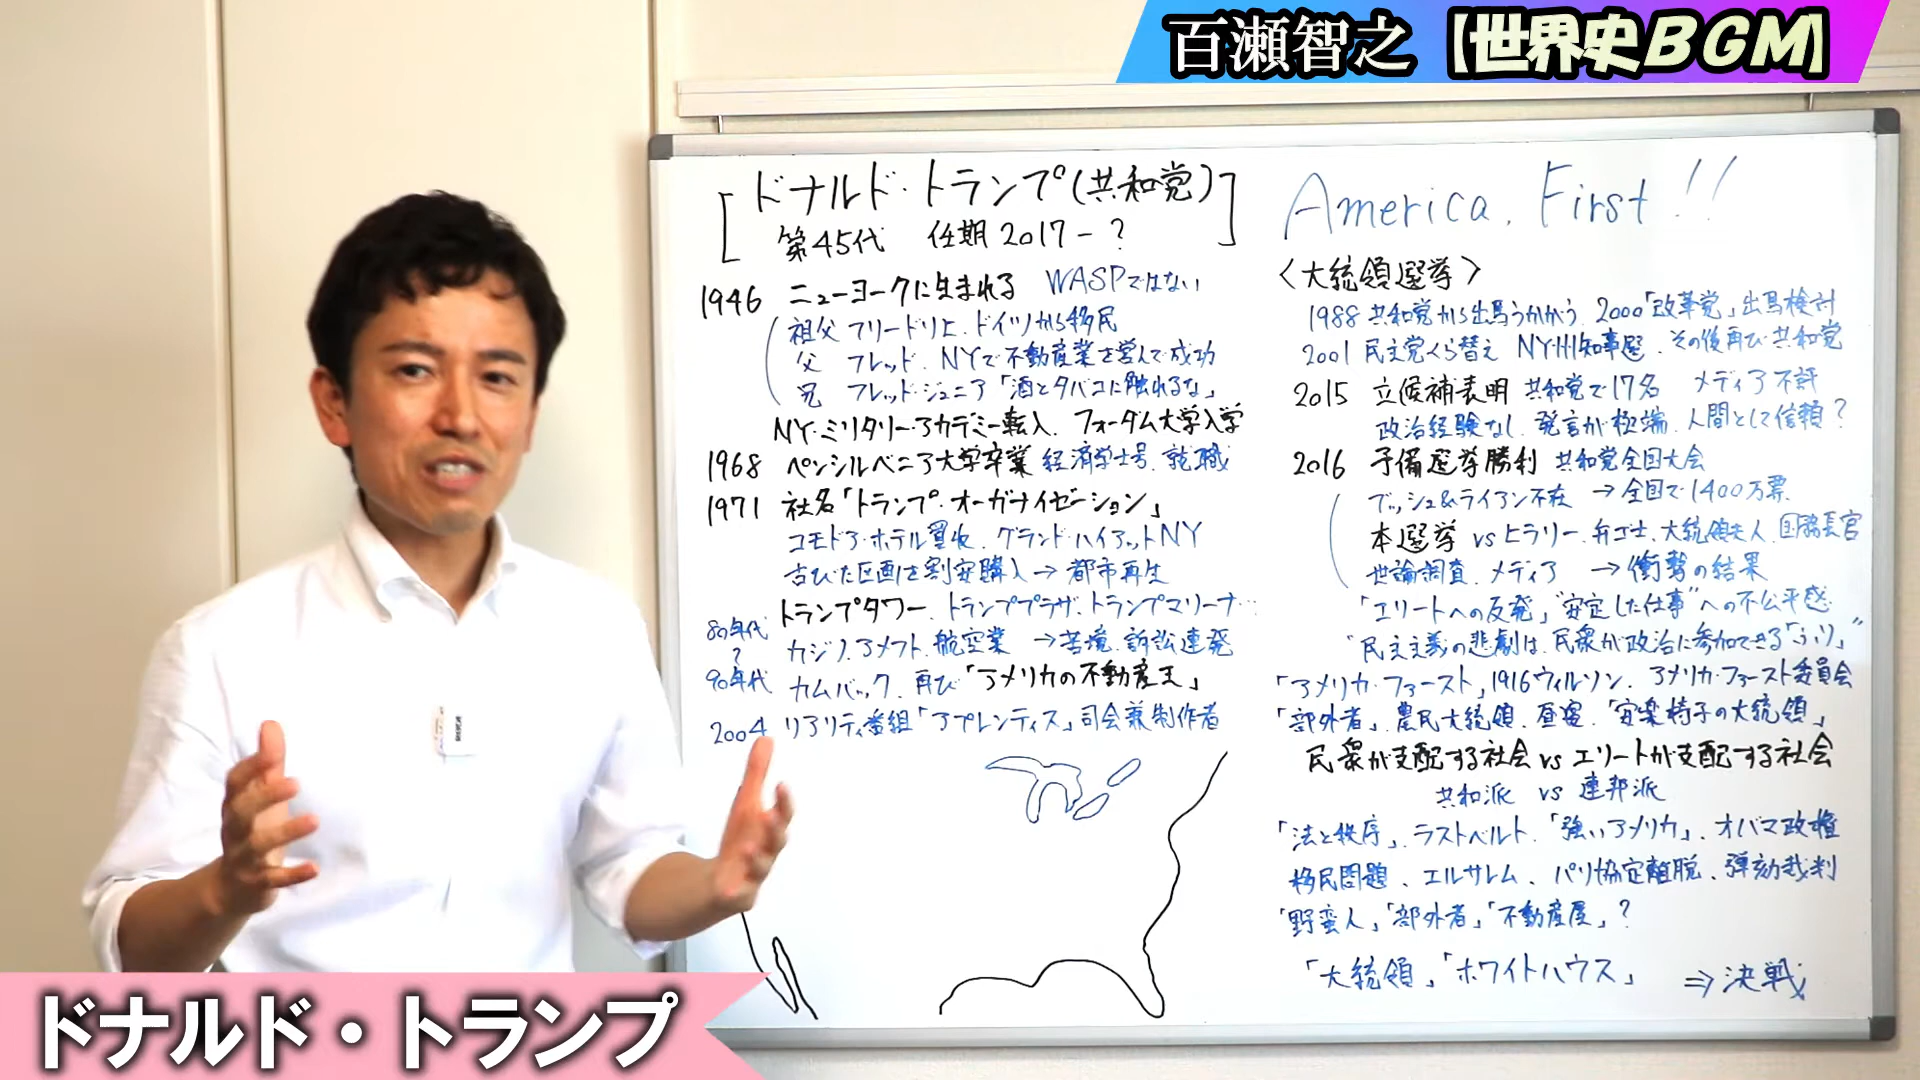 百瀬智之【世界史BGM】
ドナルド・トランプ(共和党)
第45代 任期2017-?
1946 ニューヨークに生まれる WASPではない
祖父 フリードリヒ、ドイツから移民
父 フレッド、NYで不動産業を営んで成功
兄 フレッド・ジュニア「酒とタバコに触れるな」
NY・ミリタリー・アカデミー転入、フォーダム大学入学
1968 ペンシルベニア大学卒業 経済学士号、就職
1971 社名「トランプ・オーガナイゼーション」
コモドア・ホテル買収、グランド・ハイアットNY
古びた区画を割安購入→都市再生
トランプタワー、トランププラザ、トランプマリーナ…
80年代
カジノ、アメフト、航空業 →苦境、訴訟連発
90年代 カムバック、再び「アメリカの不動産王」
2004 リアリティ番組「アプレンティス」司会兼制作者
America, First!!
〈大統領選挙〉
1988 共和党から出馬うかがう、2000「改革党」出馬検討
2001 民主党くら替え NY州知事選、その後再び共和党
2015 立候補表明 共和党で17名 メディア不評
政治経験なし、発言が極端、人間として信頼?
2016 予備選挙勝利 共和党全国大会
ブッシュ&ライアン不在 →全国で1400万票
本選挙 vsヒラリー、弁ゴ士、大統領夫人、国務長官
世論調査、メディア →衝撃の結果
「エリートへの反発」"安定した仕事"への不公平感
"民主主義の悲劇は、民衆が政治に参加できる「ふり」"
「アメリカ・ファースト」1916ウィルソン、アメリカ・ファースト委員会
「部外者」、農民大統領、昼寝、「安楽椅子の大統領」
民衆が支配する社会vsエリートが支配する社会
共和派 vs 連邦派
「法と秩序」、ラストベルト、「強いアメリカ」、オバマ政権
移民問題、エルサレム、パリ協定離脱、弾劾裁判
「野蛮人」「部外者」「不動産屋」?
「大統領」「ホワイトハウス」 ⇒決戦
ドナルド・トランプ